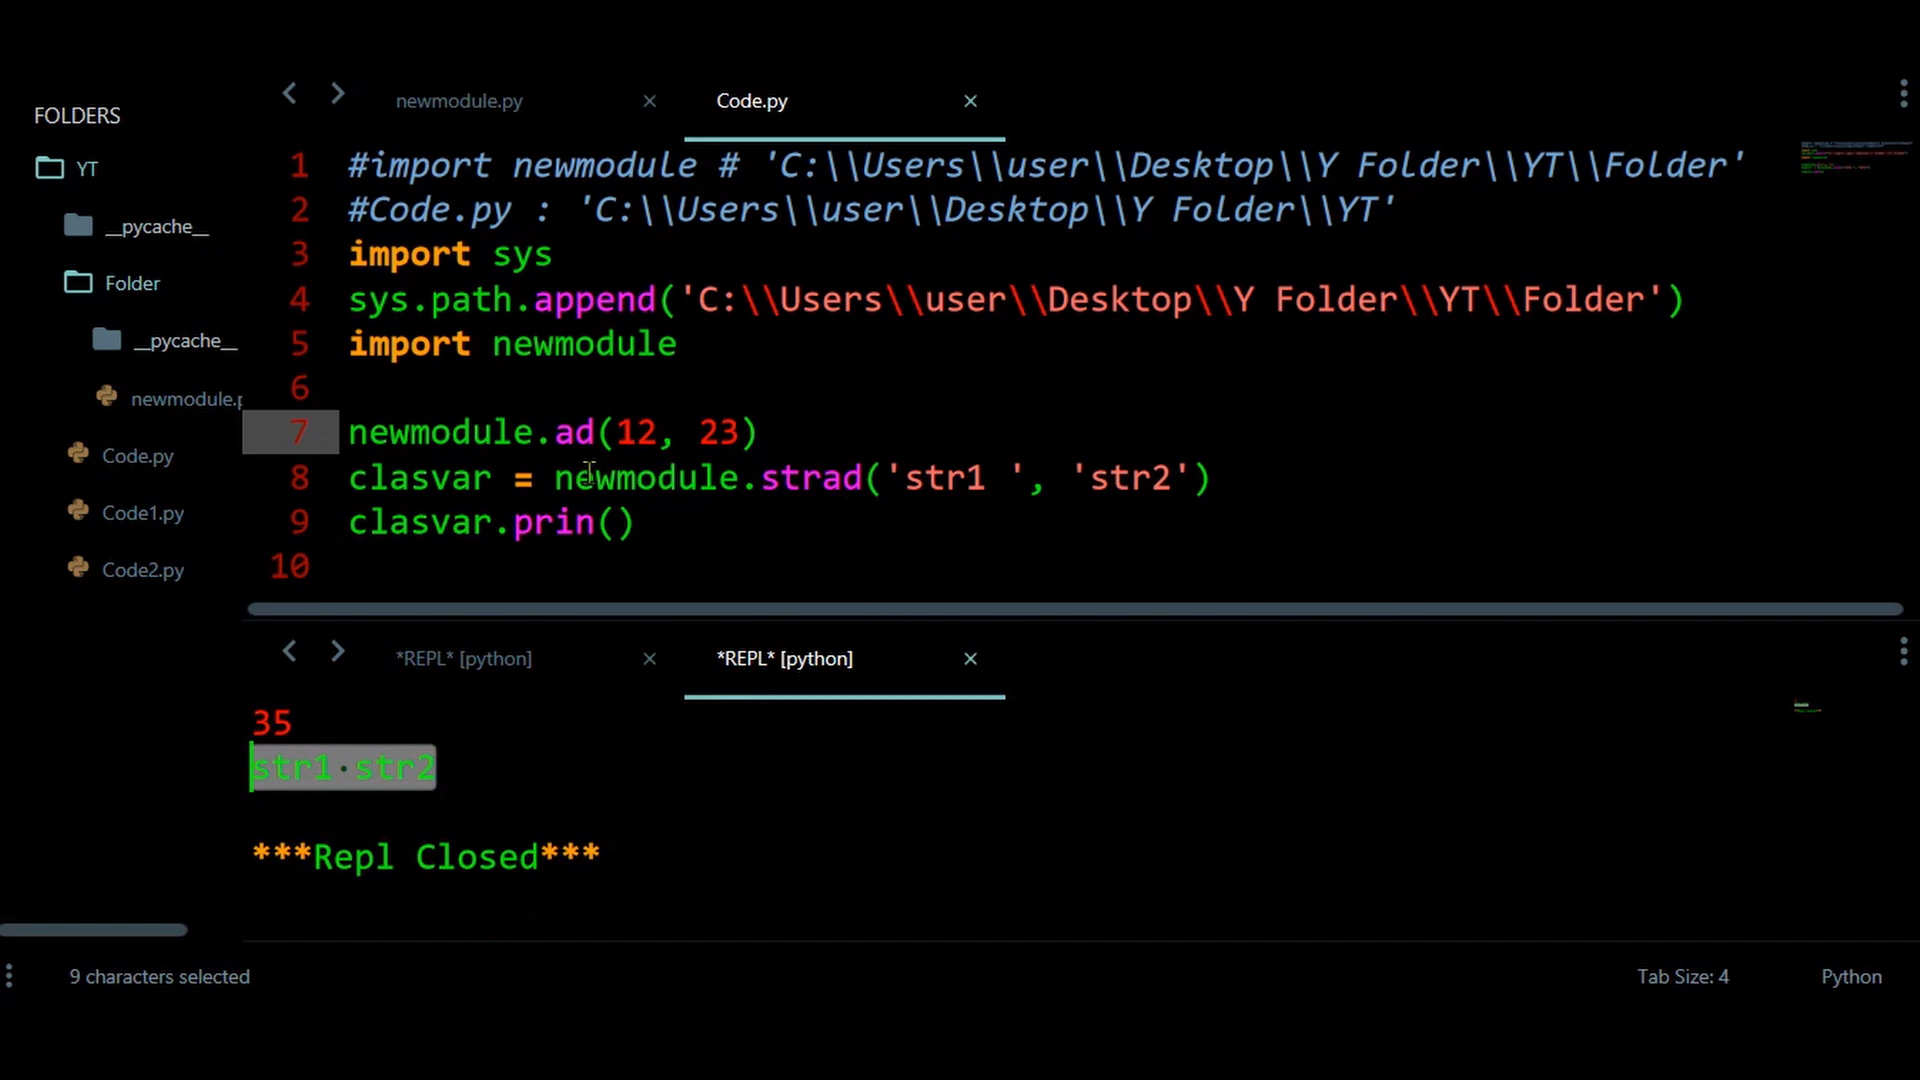 FOLDERS
YT
__pycache__
Folder
__pycache__
newmodule.p
Code.py
Code1.py
Code2.py
newmodule.py
Code.py
1 #import newmodule # 'C:\\Users\\user\\Desktop\\Y Folder\\YT\\Folder'
2 #Code.py : 'C:\\Users\\user\\Desktop\\Y Folder\\YT'
3 import sys
4 sys.path.append('C:\\Users\\user\\Desktop\\Y Folder\\YT\\Folder')
5 import newmodule
6
7 newmodule.ad(12, 23)
8 clasvar = newmodule.strad('str1 ', 'str2')
9 clasvar.prin()
10
*REPL* [python]
*REPL* [python]
35
str1·str2
***Repl Closed***
9 characters selected
Tab Size: 4
Python